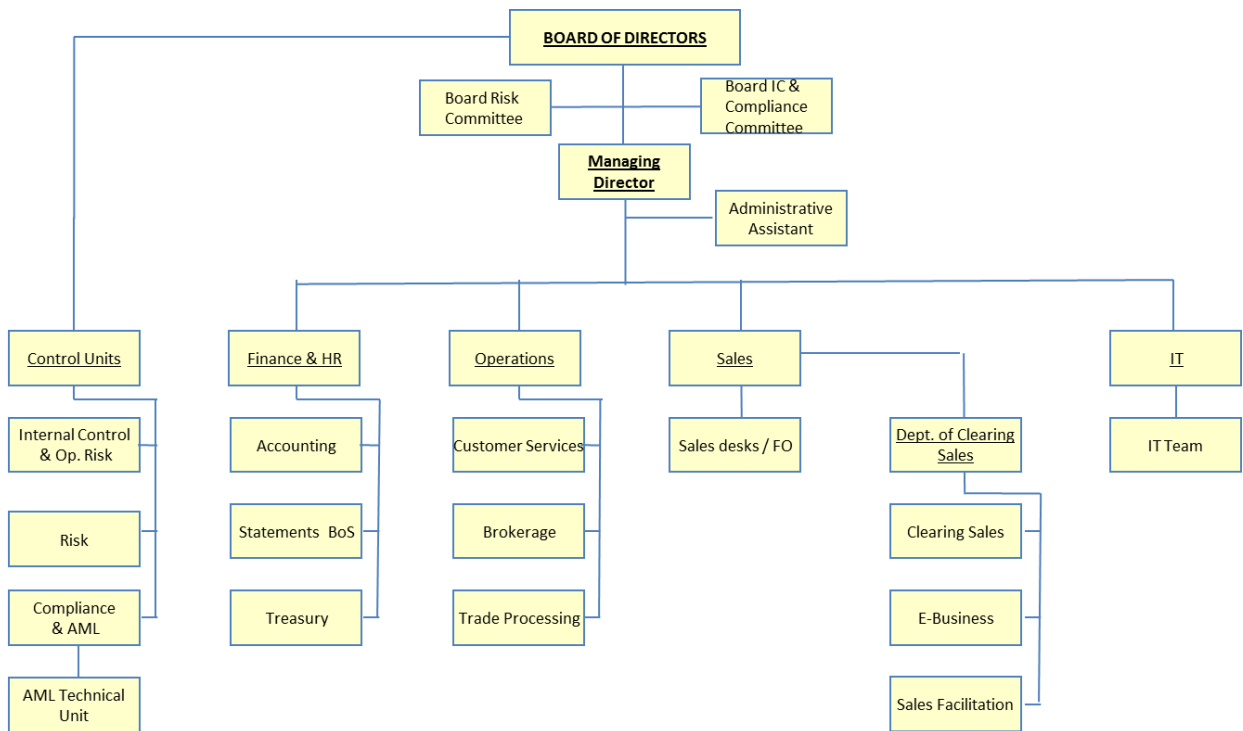 BOARD OF DIRECTORS
Board Risk
Committee
Board IC &
Compliance
Committee
Managing
Director
Administrative
Assistant
Control Units
Finance & HR
Operations
Sales
IT
Internal Control
& Op. Risk
Accounting
Customer Services
Sales desks / FO
Dept. of Clearing
Sales
IT Team
Risk
Statements BoS
Brokerage
Clearing Sales
Compliance
& AML
Treasury
Trade Processing
E-Business
AML Technical
Unit
Sales Facilitation